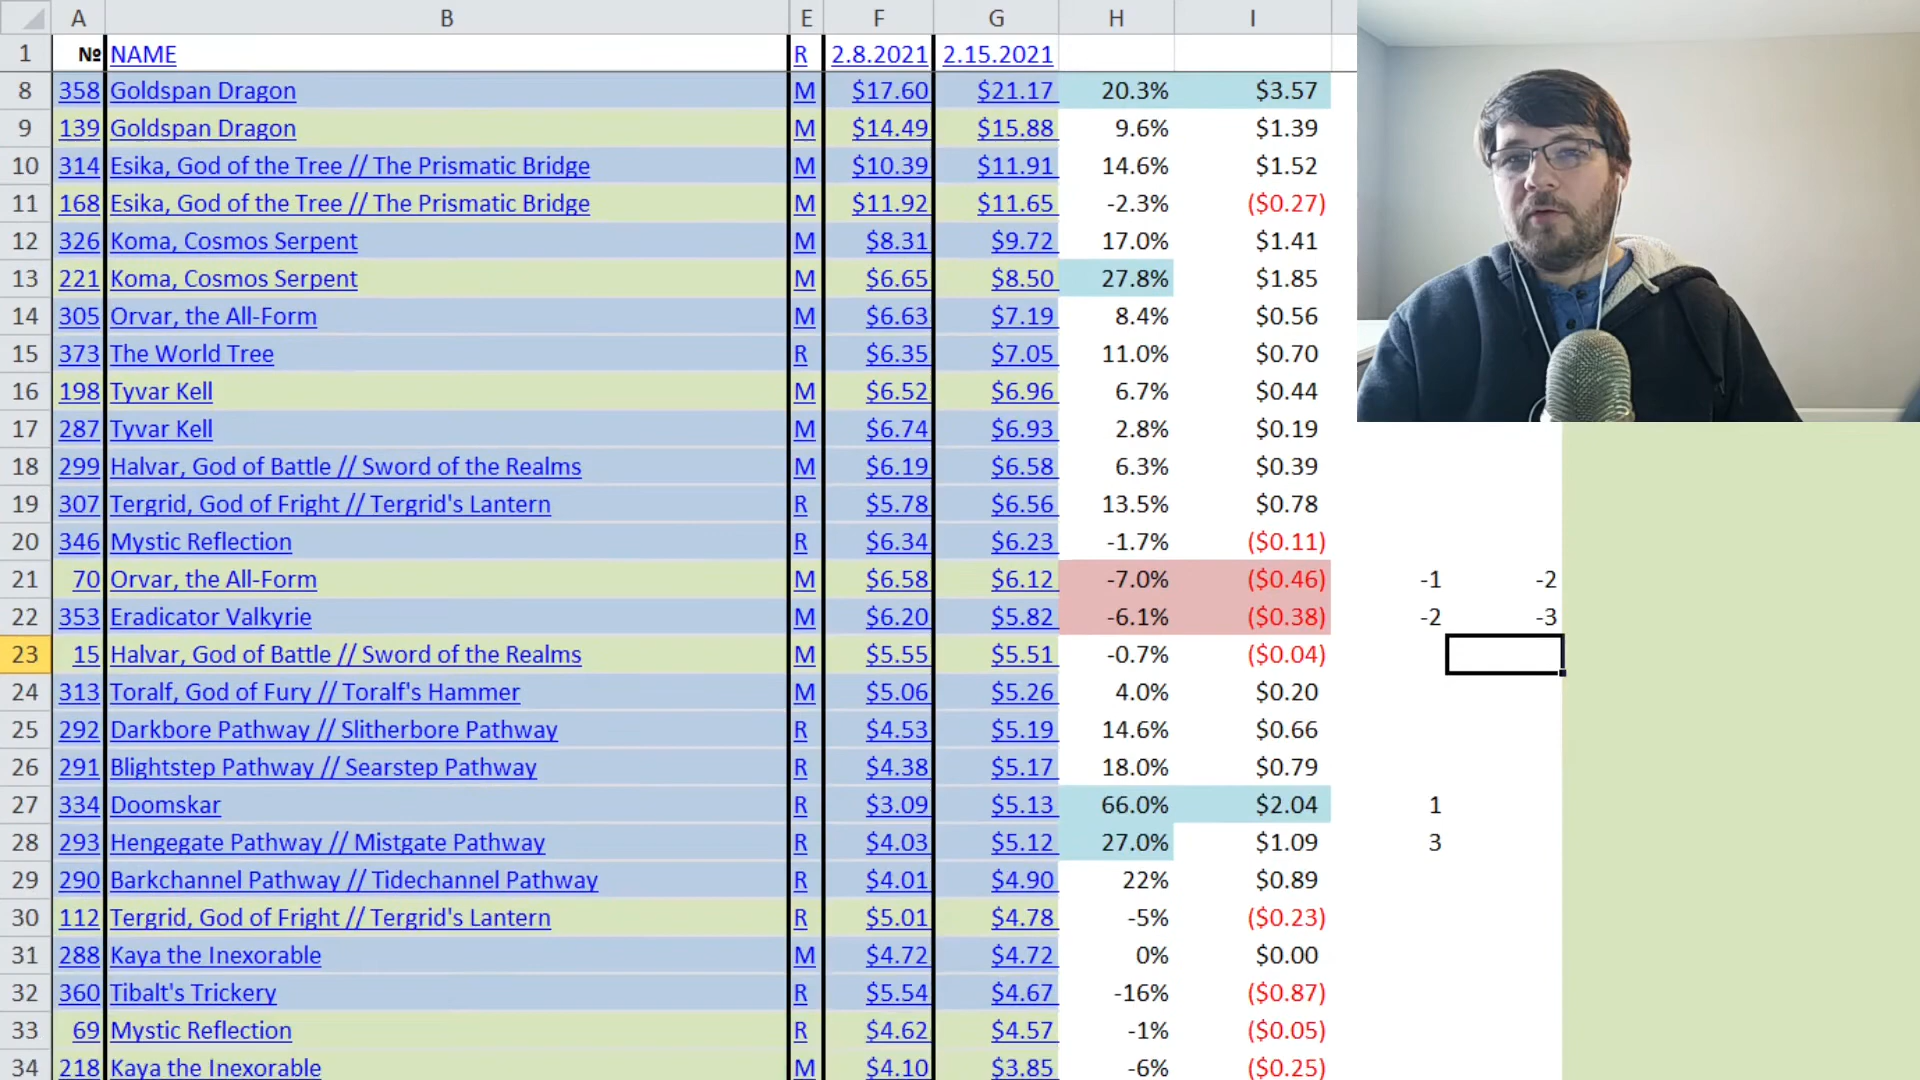 A B E F G H I
1 № NAME R 2.8.2021 2.15.2021
8 358 Goldspan Dragon M $17.60 $21.17 20.3% $3.57
9 139 Goldspan Dragon M $14.49 $15.88 9.6% $1.39
10 314 Esika, God of the Tree // The Prismatic Bridge M $10.39 $11.91 14.6% $1.52
11 168 Esika, God of the Tree // The Prismatic Bridge M $11.92 $11.65 -2.3% ($0.27)
12 326 Koma, Cosmos Serpent M $8.31 $9.72 17.0% $1.41
13 221 Koma, Cosmos Serpent M $6.65 $8.50 27.8% $1.85
14 305 Orvar, the All-Form M $6.63 $7.19 8.4% $0.56
15 373 The World Tree R $6.35 $7.05 11.0% $0.70
16 198 Tyvar Kell M $6.52 $6.96 6.7% $0.44
17 287 Tyvar Kell M $6.74 $6.93 2.8% $0.19
18 299 Halvar, God of Battle // Sword of the Realms M $6.19 $6.58 6.3% $0.39
19 307 Tergrid, God of Fright // Tergrid's Lantern R $5.78 $6.56 13.5% $0.78
20 346 Mystic Reflection R $6.34 $6.23 -1.7% ($0.11)
21 70 Orvar, the All-Form M $6.58 $6.12 -7.0% ($0.46) -1 -2
22 353 Eradicator Valkyrie M $6.20 $5.82 -6.1% ($0.38) -2 -3
23 15 Halvar, God of Battle // Sword of the Realms M $5.55 $5.51 -0.7% ($0.04)
24 313 Toralf, God of Fury // Toralf's Hammer M $5.06 $5.26 4.0% $0.20
25 292 Darkbore Pathway // Slitherbore Pathway R $4.53 $5.19 14.6% $0.66
26 291 Blightstep Pathway // Searstep Pathway R $4.38 $5.17 18.0% $0.79
27 334 Doomskar R $3.09 $5.13 66.0% $2.04 1
28 293 Hengegate Pathway // Mistgate Pathway R $4.03 $5.12 27.0% $1.09 3
29 290 Barkchannel Pathway // Tidechannel Pathway R $4.01 $4.90 22% $0.89
30 112 Tergrid, God of Fright // Tergrid's Lantern R $5.01 $4.78 -5% ($0.23)
31 288 Kaya the Inexorable M $4.72 $4.72 0% $0.00
32 360 Tibalt's Trickery R $5.54 $4.67 -16% ($0.87)
33 69 Mystic Reflection R $4.62 $4.57 -1% ($0.05)
34 218 Kaya the Inexorable M $4.10 $3.85 -6% ($0.25)